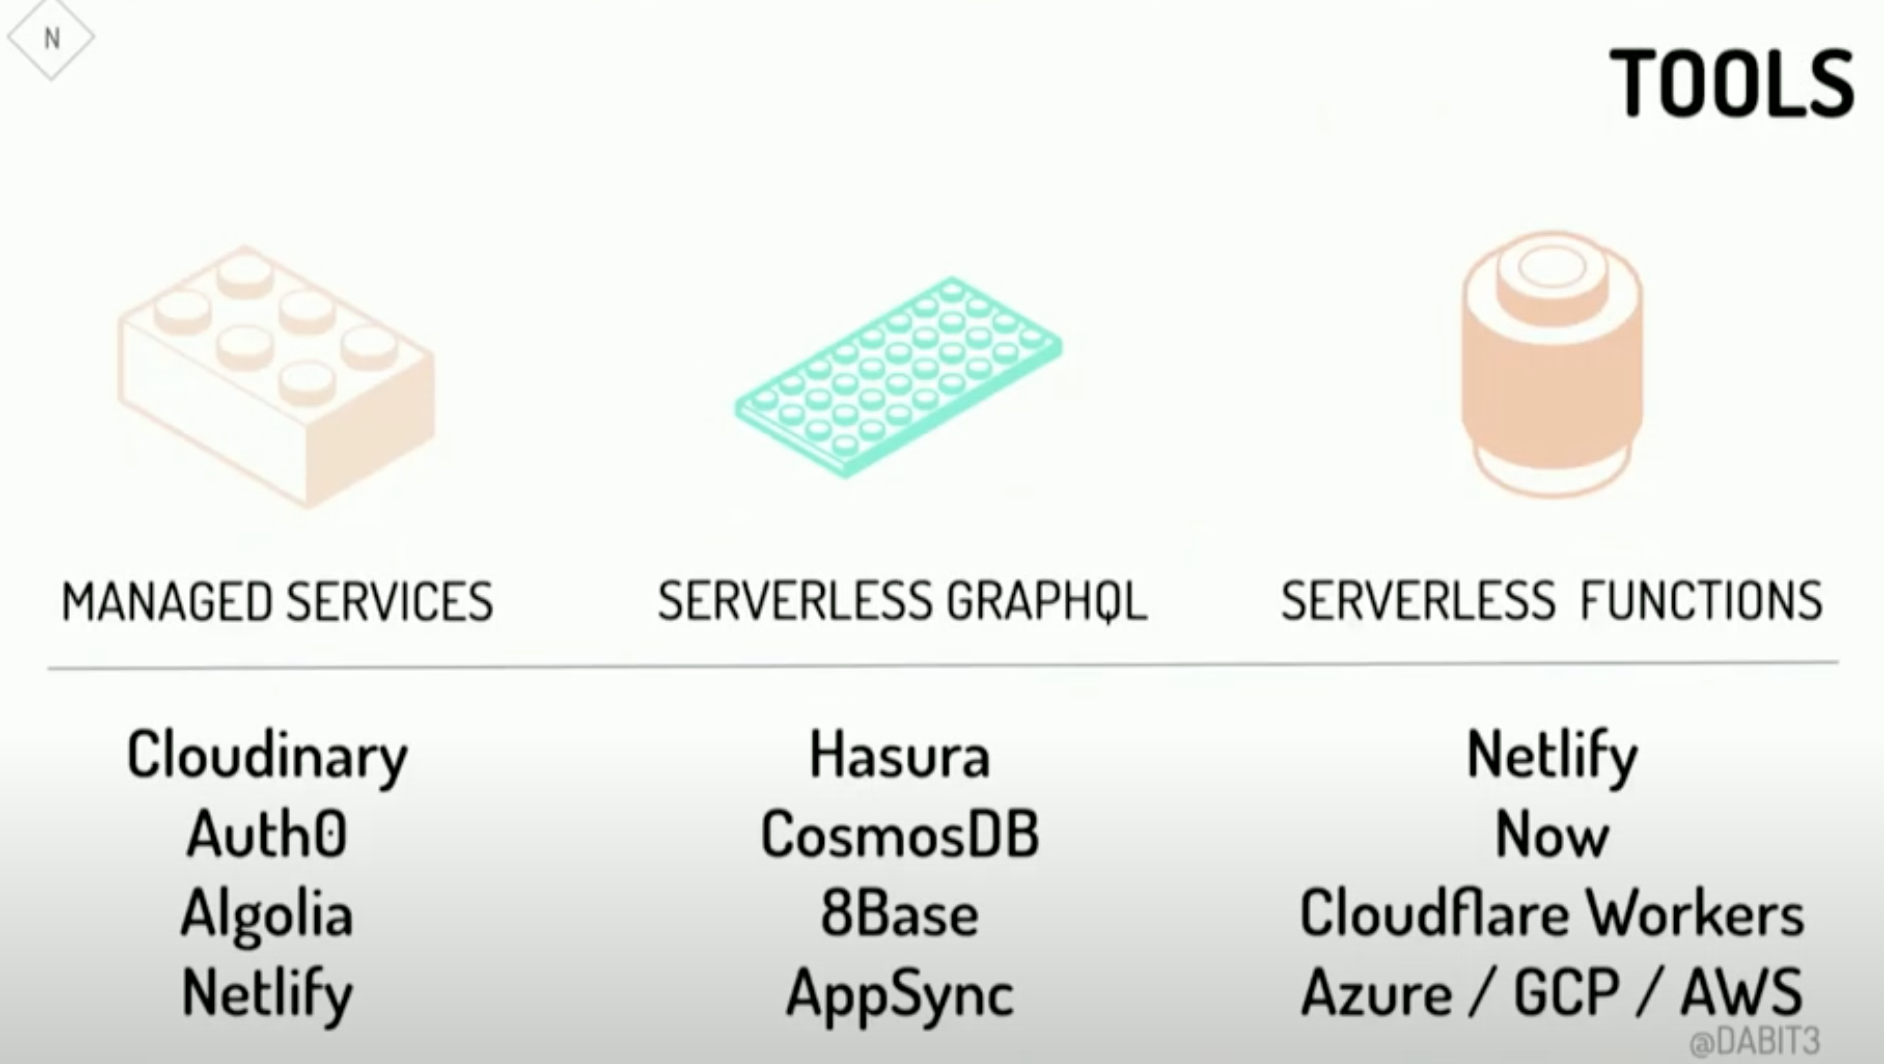 N
TOOLS
MANAGED SERVICES
SERVERLESS GRAPHQL
SERVERLESS FUNCTIONS
Cloudinary
Auth0
Algolia
Netlify
Hasura
CosmosDB
8Base
AppSync
Netlify
Now
Cloudflare Workers
Azure / GCP / AWS
@DABIT3